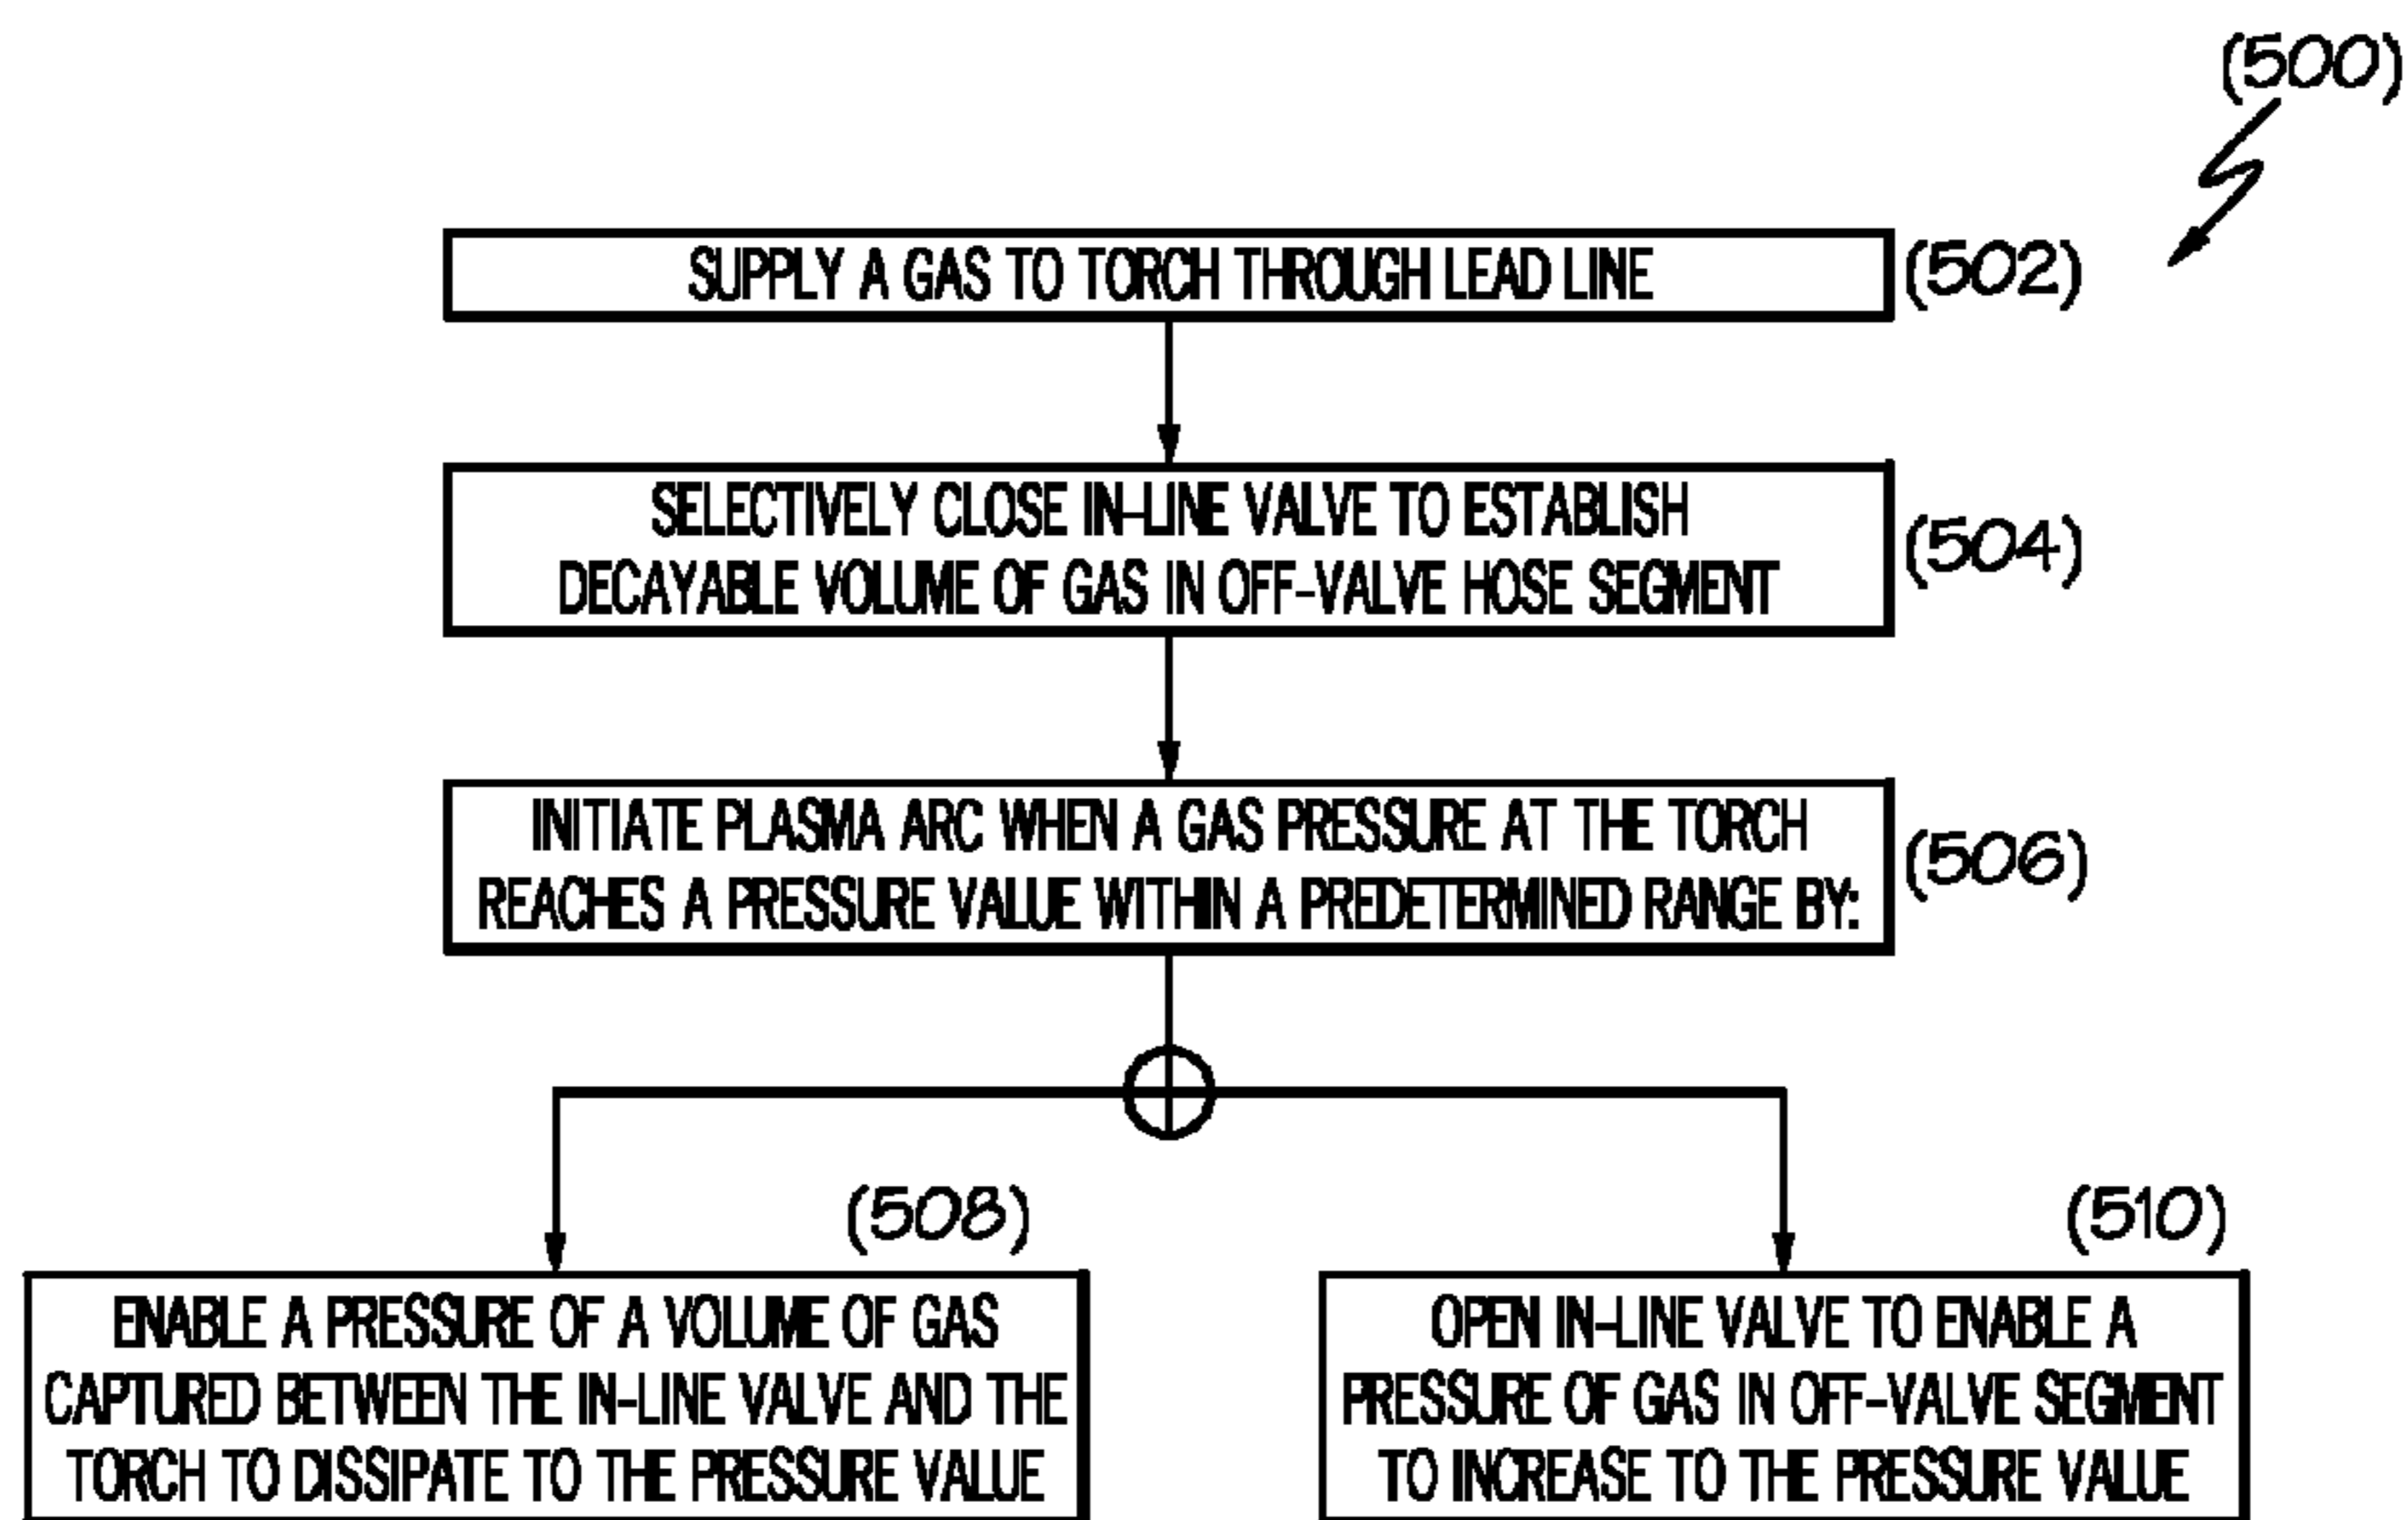 (500)
SUPPLY A GAS TO TORCH THROUGH LEAD LINE
(502)
SELECTIVELY CLOSE IN-LINE VALVE TO ESTABLISH
DECAYABLE VOLUME OF GAS IN OFF-VALVE HOSE SEGMENT
(504)
INITIATE PLASMA ARC WHEN A GAS PRESSURE AT THE TORCH
REACHES A PRESSURE VALUE WITHIN A PREDETERMINED RANGE BY:
(506)
(508)
ENABLE A PRESSURE OF A VOLUME OF GAS
CAPTURED BETWEEN THE IN-LINE VALVE AND THE
TORCH TO DISSIPATE TO THE PRESSURE VALUE
(510)
OPEN IN-LINE VALVE TO ENABLE A
PRESSURE OF GAS IN OFF-VALVE SEGMENT
TO INCREASE TO THE PRESSURE VALUE